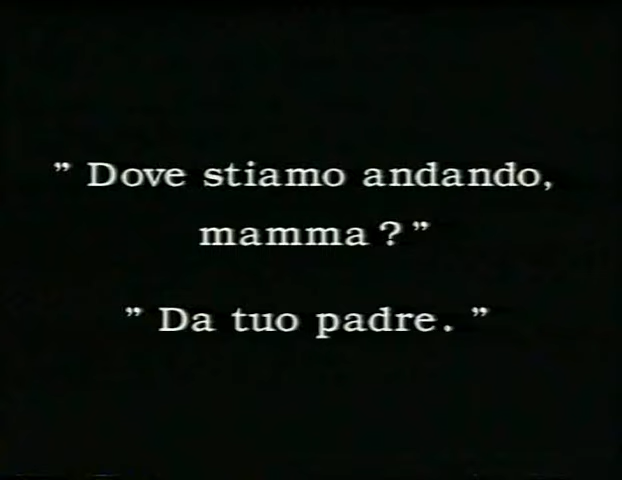 ” Dove stiamo andando,
mamma ?”
” Da tuo padre. ”